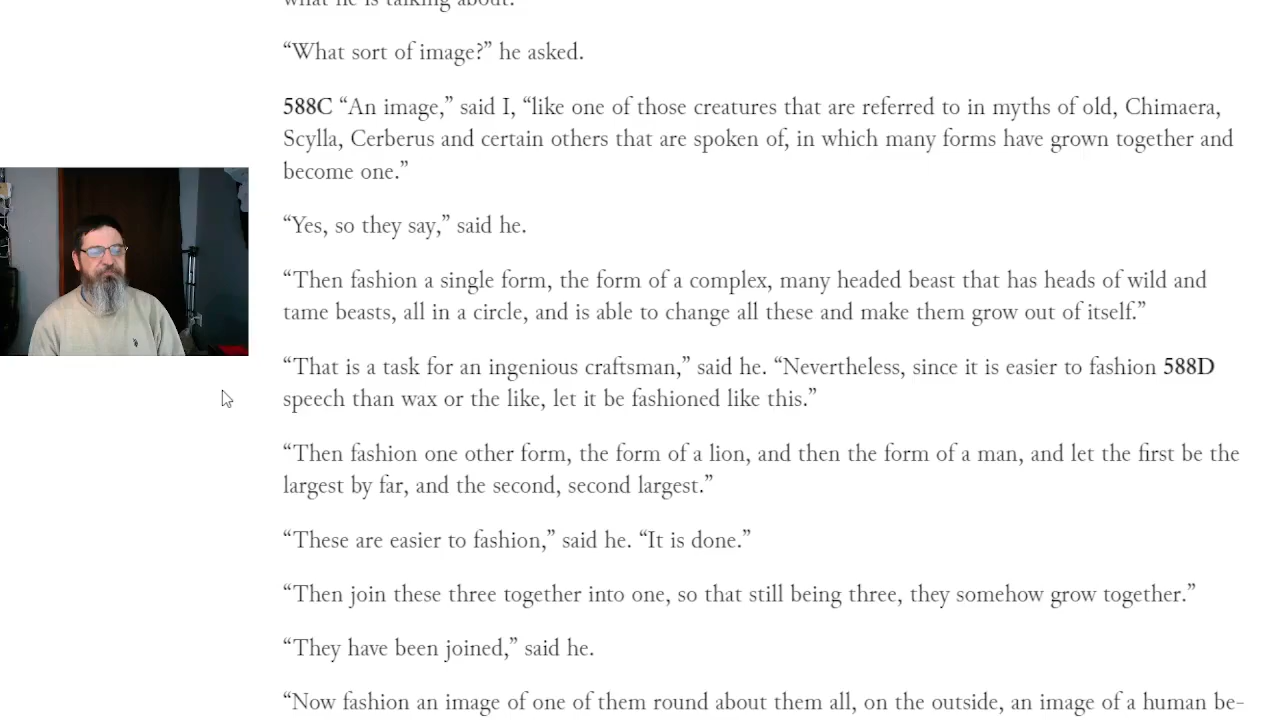 what he is talking about.
“What sort of image?” he asked.
588C “An image,” said I, “like one of those creatures that are referred to in myths of old, Chimaera,
Scylla, Cerberus and certain others that are spoken of, in which many forms have grown together and
become one.”
“Yes, so they say,” said he.
“Then fashion a single form, the form of a complex, many headed beast that has heads of wild and
tame beasts, all in a circle, and is able to change all these and make them grow out of itself.”
“That is a task for an ingenious craftsman,” said he. “Nevertheless, since it is easier to fashion 588D
speech than wax or the like, let it be fashioned like this.”
“Then fashion one other form, the form of a lion, and then the form of a man, and let the first be the
largest by far, and the second, second largest.”
“These are easier to fashion,” said he. “It is done.”
“Then join these three together into one, so that still being three, they somehow grow together.”
“They have been joined,” said he.
“Now fashion an image of one of them round about them all, on the outside, an image of a human be-